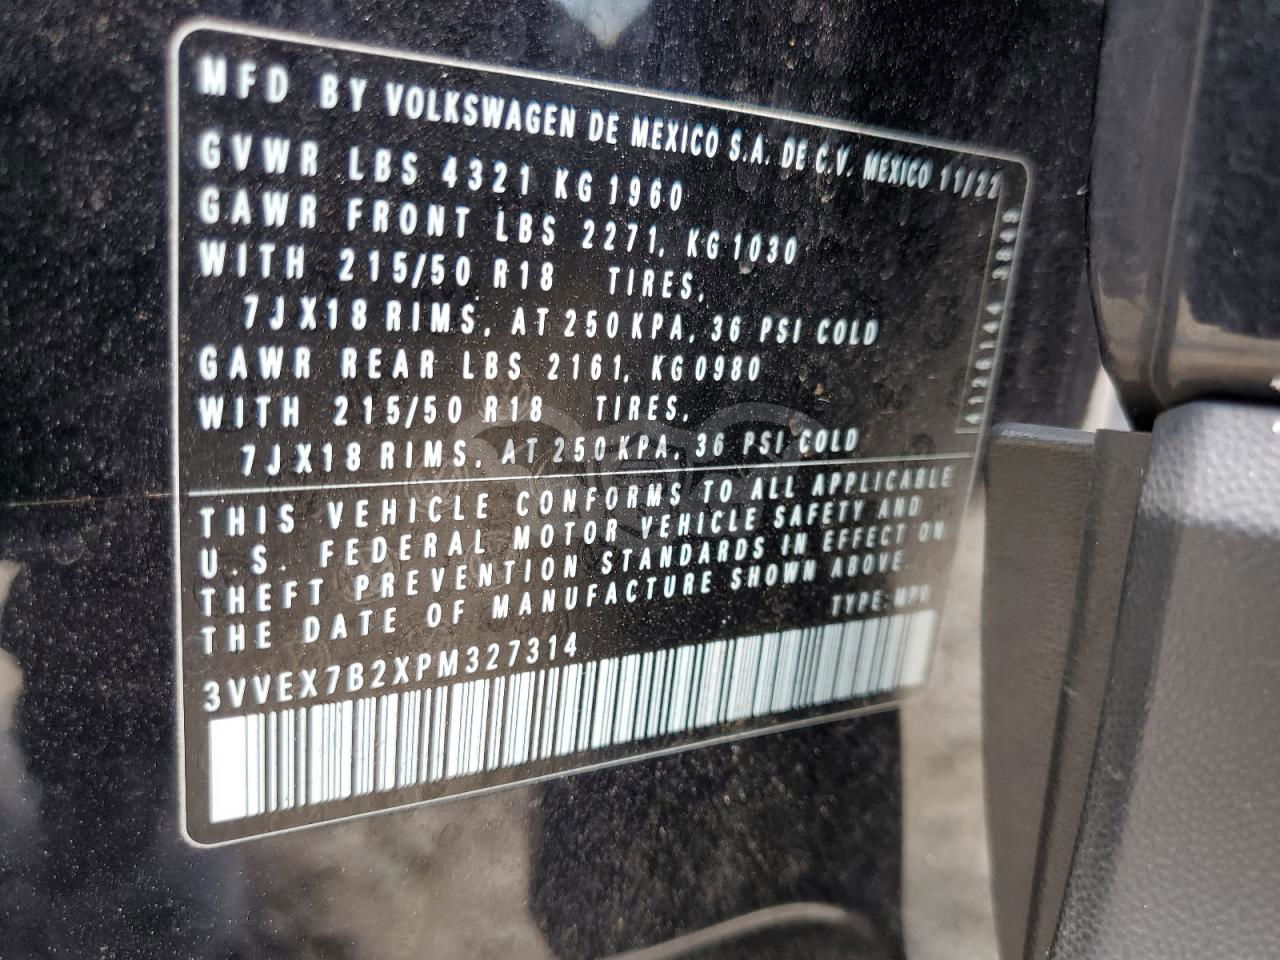 MFD BY VOLKSWAGEN DE MEXICO S.A. DE C.V. MEXICO 11/22
GVWR LBS 4321 KG 1960
GAWR FRONT LBS 2271, KG 1030
WITH 215/50 R18 TIRES,
7JX18 RIMS, AT 250 KPA, 36 PSI COLD
GAWR REAR LBS 2161, KG 0980
WITH 215/50 R18 TIRES,
7JX18 RIMS, AT 250 KPA, 36 PSI COLD
THIS VEHICLE CONFORMS TO ALL APPLICABLE
U.S. FEDERAL MOTOR VEHICLE SAFETY AND
THEFT PREVENTION STANDARDS IN EFFECT ON
THE DATE OF MANUFACTURE SHOWN ABOVE.
TYPE: MPV
3VVEX7B2XPM327314